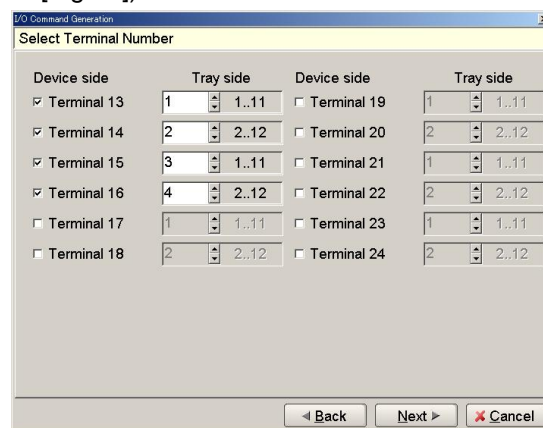 I/O Command Generation
Select Terminal Number
Device side Tray side Device side Tray side
Terminal 13 1 1..11 Terminal 19 1 1..11
Terminal 14 2 2..12 Terminal 20 2 2..12
Terminal 15 3 1..11 Terminal 21 1 1..11
Terminal 16 4 2..12 Terminal 22 2 2..12
Terminal 17 1 1..11 Terminal 23 1 1..11
Terminal 18 2 2..12 Terminal 24 2 2..12
Back Next Cancel